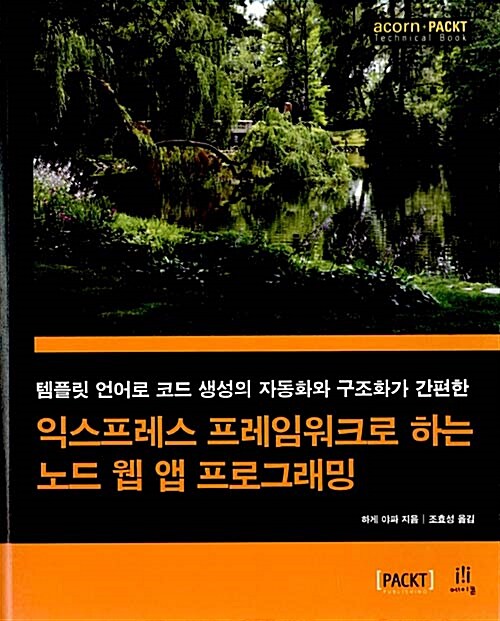 acorn·PACKT
Technical Book
템플릿 언어로 코드 생성의 자동화와 구조화가 간편한
익스프레스 프레임워크로 하는
노드 웹 앱 프로그래밍
하게 야파 지음 | 조효성 옮김
[PACKT]
PUBLISHING
에이콘